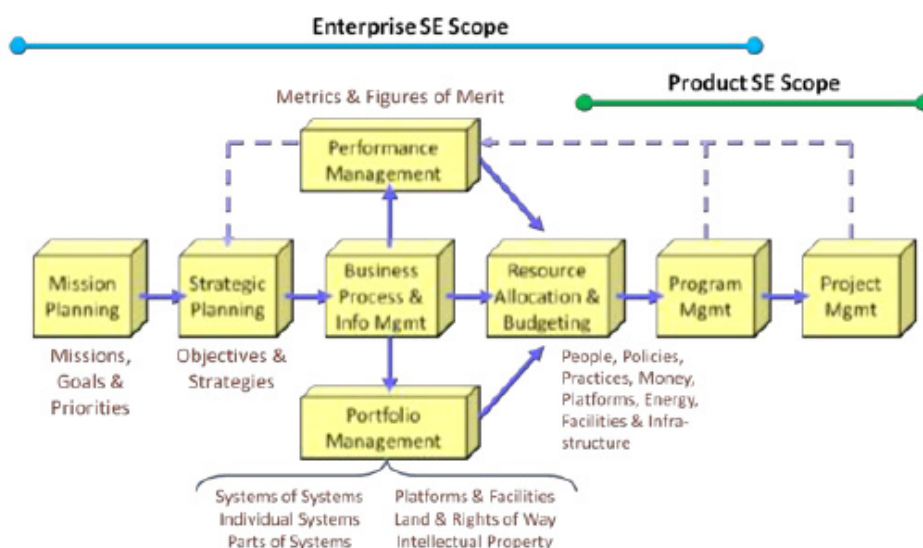 Enterprise SE Scope
Product SE Scope
Metrics & Figures of Merit
Performance
Management
Mission
Planning
Strategic
Planning
Business
Process &
Info Mgmt
Resource
Allocation &
Budgeting
Program
Mgmt
Project
Mgmt
Missions,
Goals &
Priorities
Objectives &
Strategies
People, Policies,
Practices, Money,
Platforms, Energy,
Facilities & Infra-
structure
Portfolio
Management
Systems of Systems
Individual Systems
Parts of Systems
Platforms & Facilities
Land & Rights of Way
Intellectual Property